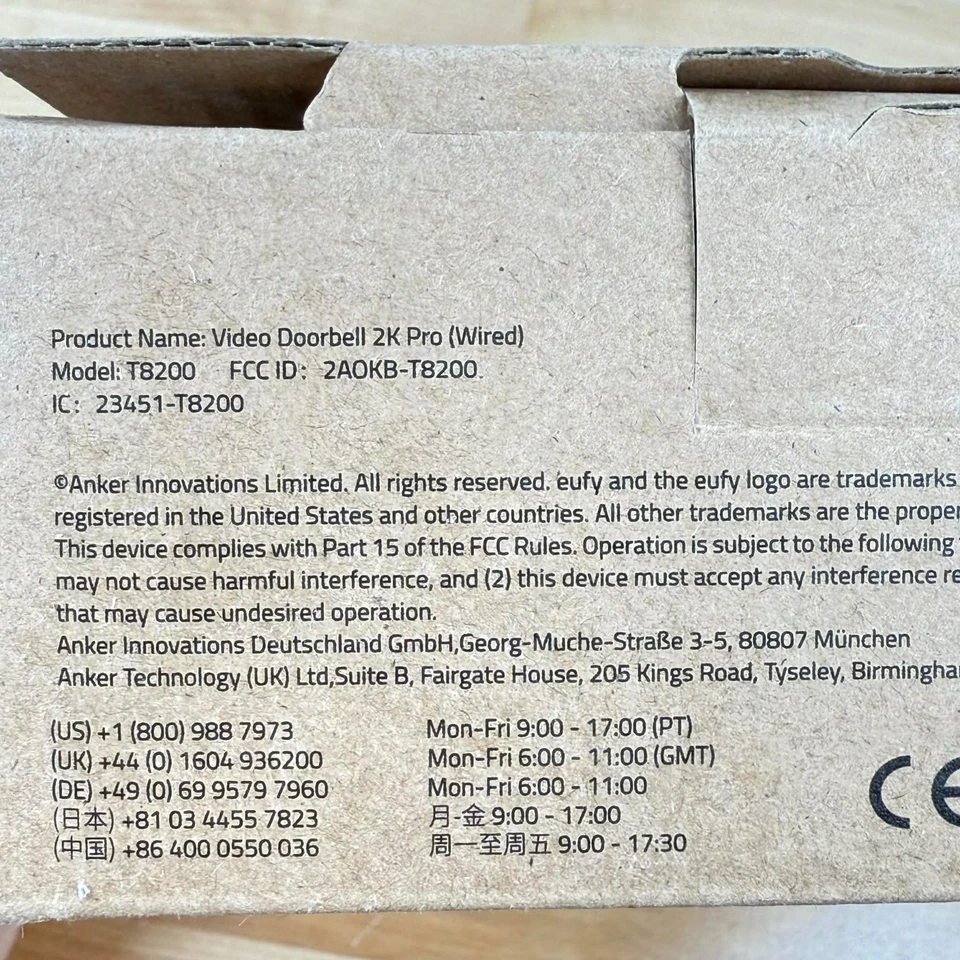 Product Name: Video Doorbell 2K Pro (Wired)
Model: T8200 FCC ID: 2AOKB-T8200
IC: 23451-T8200
©Anker Innovations Limited. All rights reserved. eufy and the eufy logo are trademarks
registered in the United States and other countries. All other trademarks are the
This device complies with Part 15 of the FCC Rules. Operation is subject to the following
may not cause harmful interference, and (2) this device must accept any interference
that may cause undesired operation.
Anker Innovations Deutschland GmbH,Georg-Muche-Straße 3-5, 80807 München
Anker Technology (UK) Ltd,Suite B, Fairgate House, 205 Kings Road, Tyseley,
(US) +1 (800) 988 7973 Mon-Fri 9:00 - 17:00 (PT)
(UK) +44 (0) 1604 936200 Mon-Fri 6:00 - 11:00 (GMT)
(DE) +49 (0) 69 9579 7960 Mon-Fri 6:00 - 11:00
(日本) +81 03 4455 7823 月-金 9:00 - 17:00
(中国) +86 400 0550 036 周一至周五 9:00 - 17:30
CE